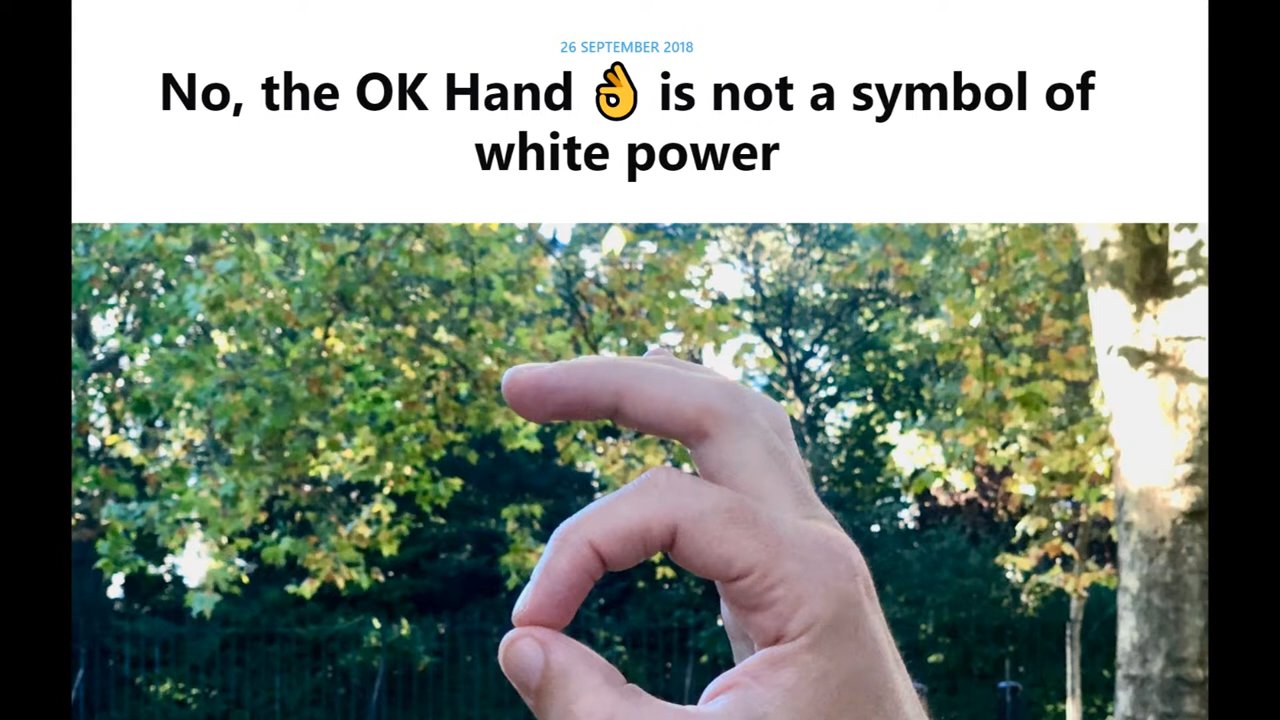 26 SEPTEMBER 2018
No, the OK Hand 👌 is not a symbol of
white power